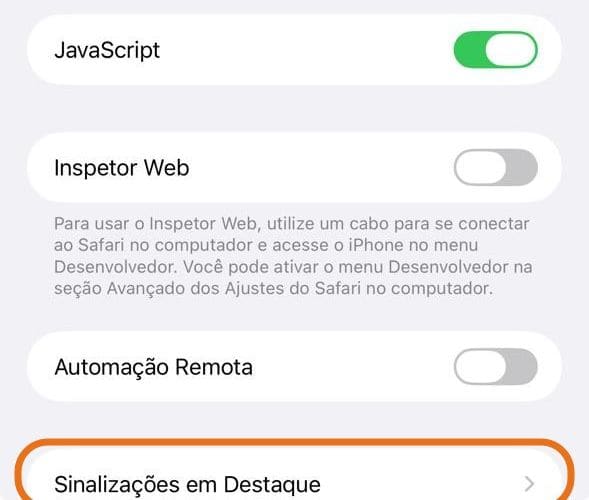 JavaScript
Inspetor Web
Para usar o Inspetor Web, utilize um cabo para se conectar
ao Safari no computador e acesse o iPhone no menu
Desenvolvedor. Você pode ativar o menu Desenvolvedor na
seção Avançado dos Ajustes do Safari no computador.
Automação Remota
Sinalizações em Destaque